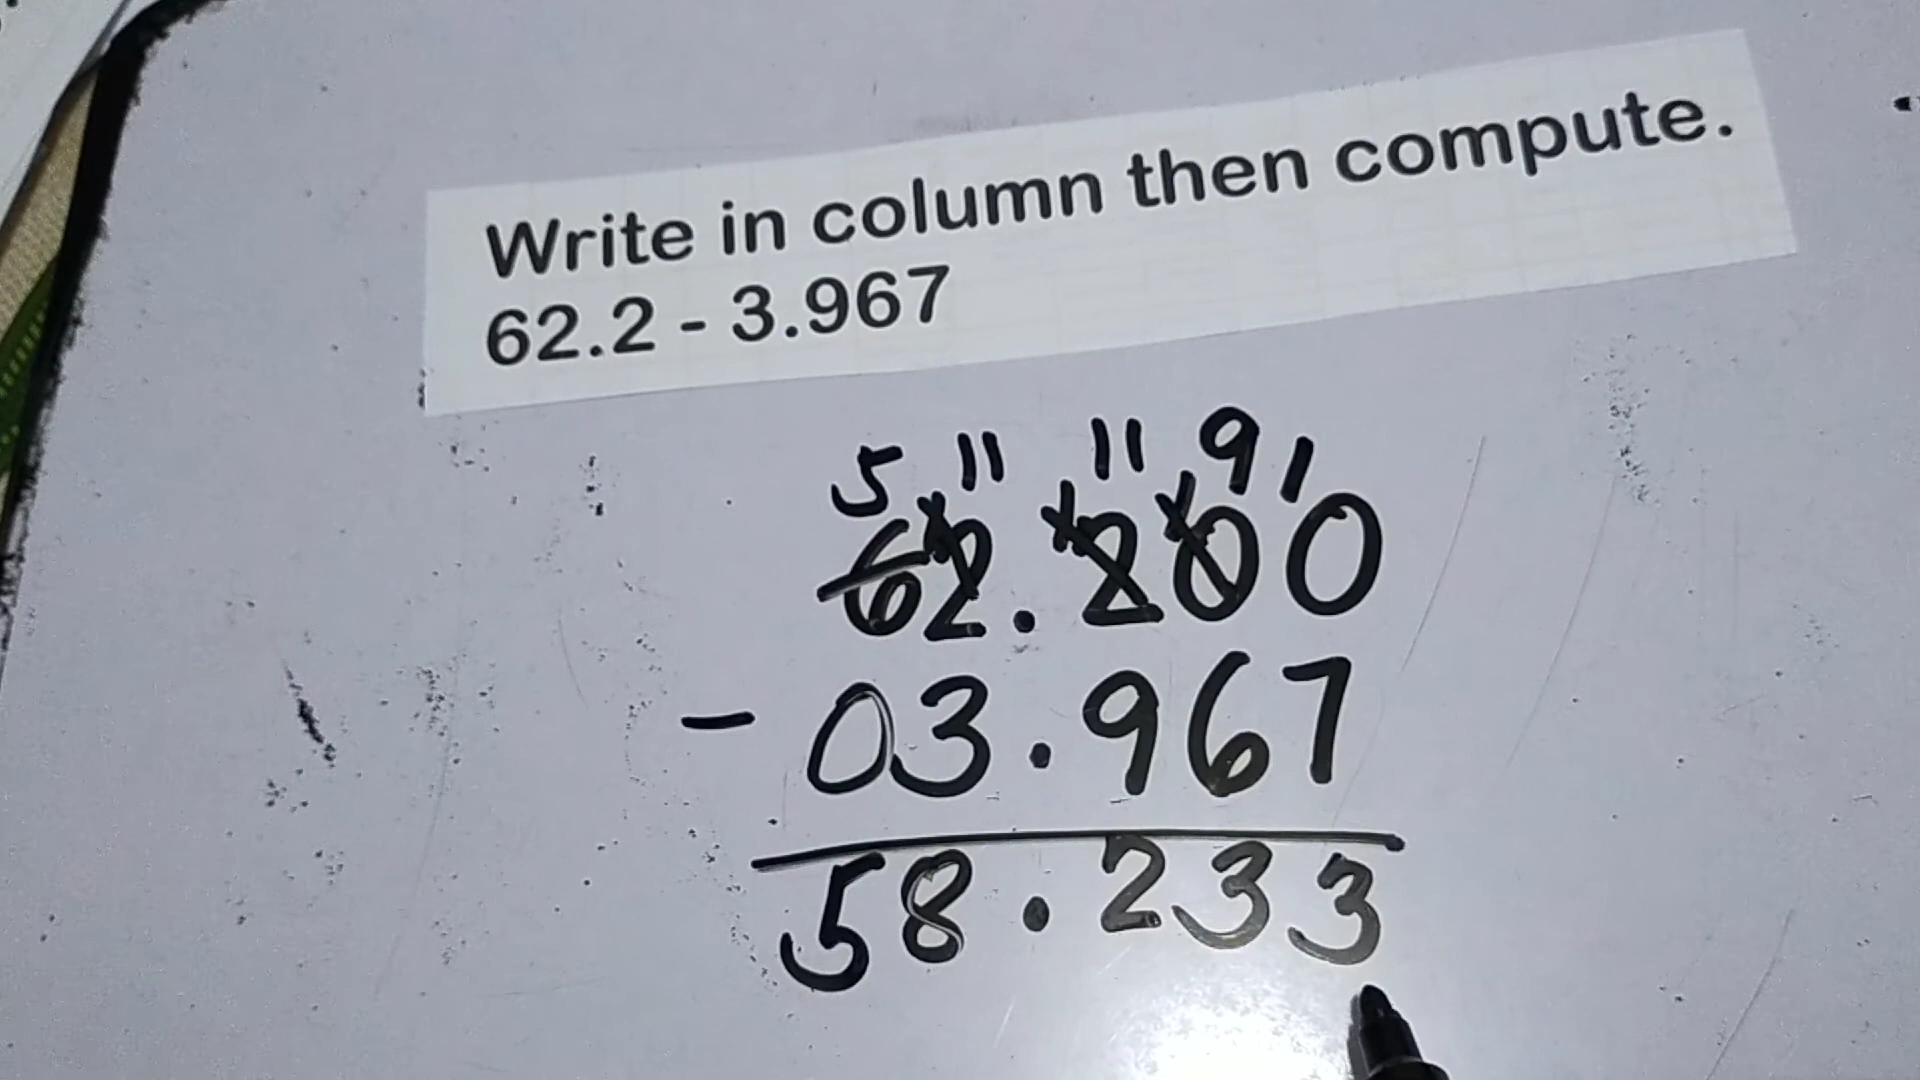 Write in column then compute.
62.2 - 3.967
5 11 11 9 1
62.200
- 03.967
58.233